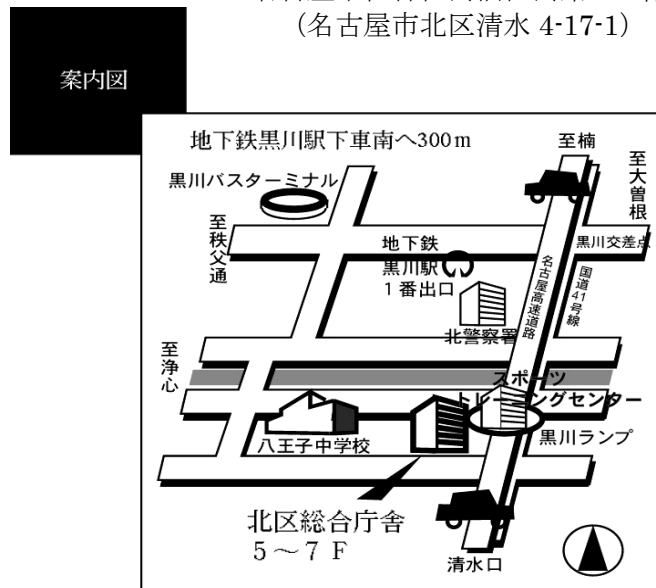 (名古屋市北区清水 4-17-1)
案内図
地下鉄黒川駅下車南へ300m
至楠
至大曽根
黒川バスターミナル
至秩父通
地下鉄
黒川駅
1番出口
黒川交差点
名古屋高速道路
国道41号線
北警察署
至浄心
スポーツ
トレーニングセンター
八王子中学校
黒川ランプ
北区総合庁舎
5～7 F
清水口